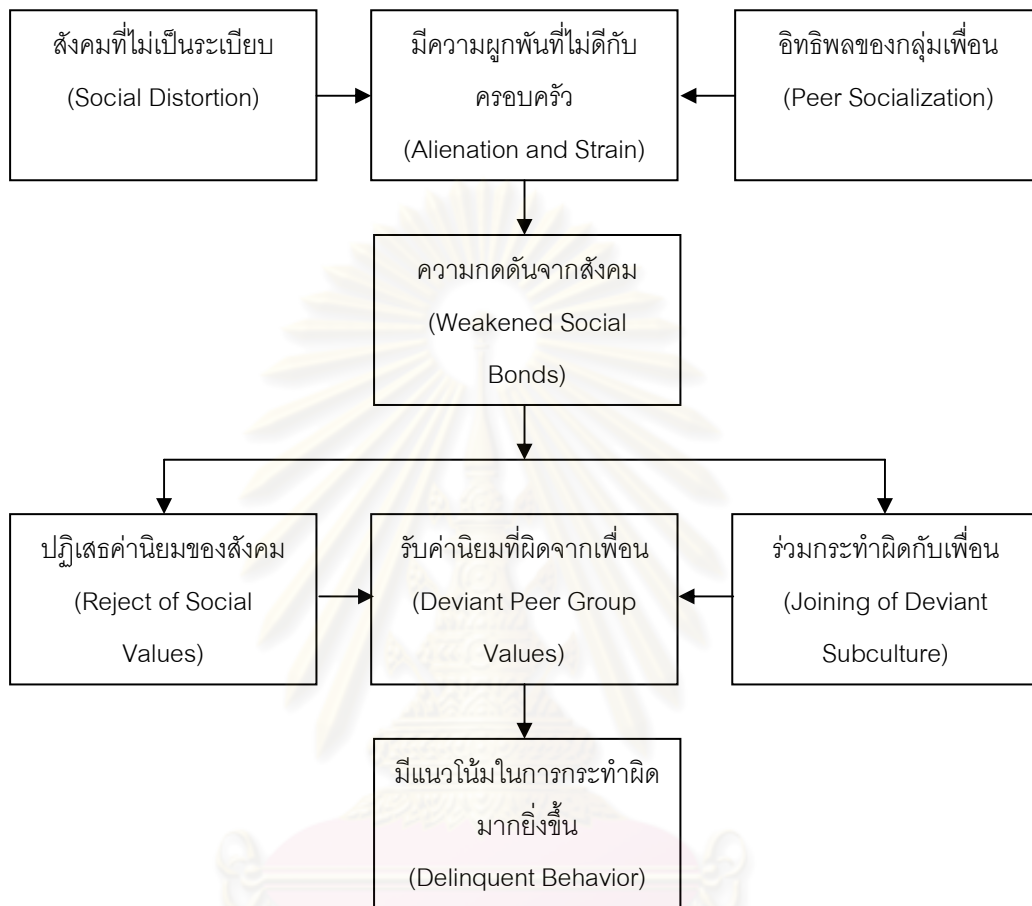 สังคมที่ไม่เป็นระเบียบ
(Social Distortion)
มีความผูกพันที่ไม่ดีกับ
ครอบครัว
(Alienation and Strain)
อิทธิพลของกลุ่มเพื่อน
(Peer Socialization)
ความกดดันจากสังคม
(Weakened Social
Bonds)
ปฏิเสธค่านิยมของสังคม
(Reject of Social
Values)
รับค่านิยมที่ผิดจากเพื่อน
(Deviant Peer Group
Values)
ร่วมกระทำผิดกับเพื่อน
(Joining of Deviant
Subculture)
มีแนวโน้มในการกระทำผิด
มากยิ่งขึ้น
(Delinquent Behavior)